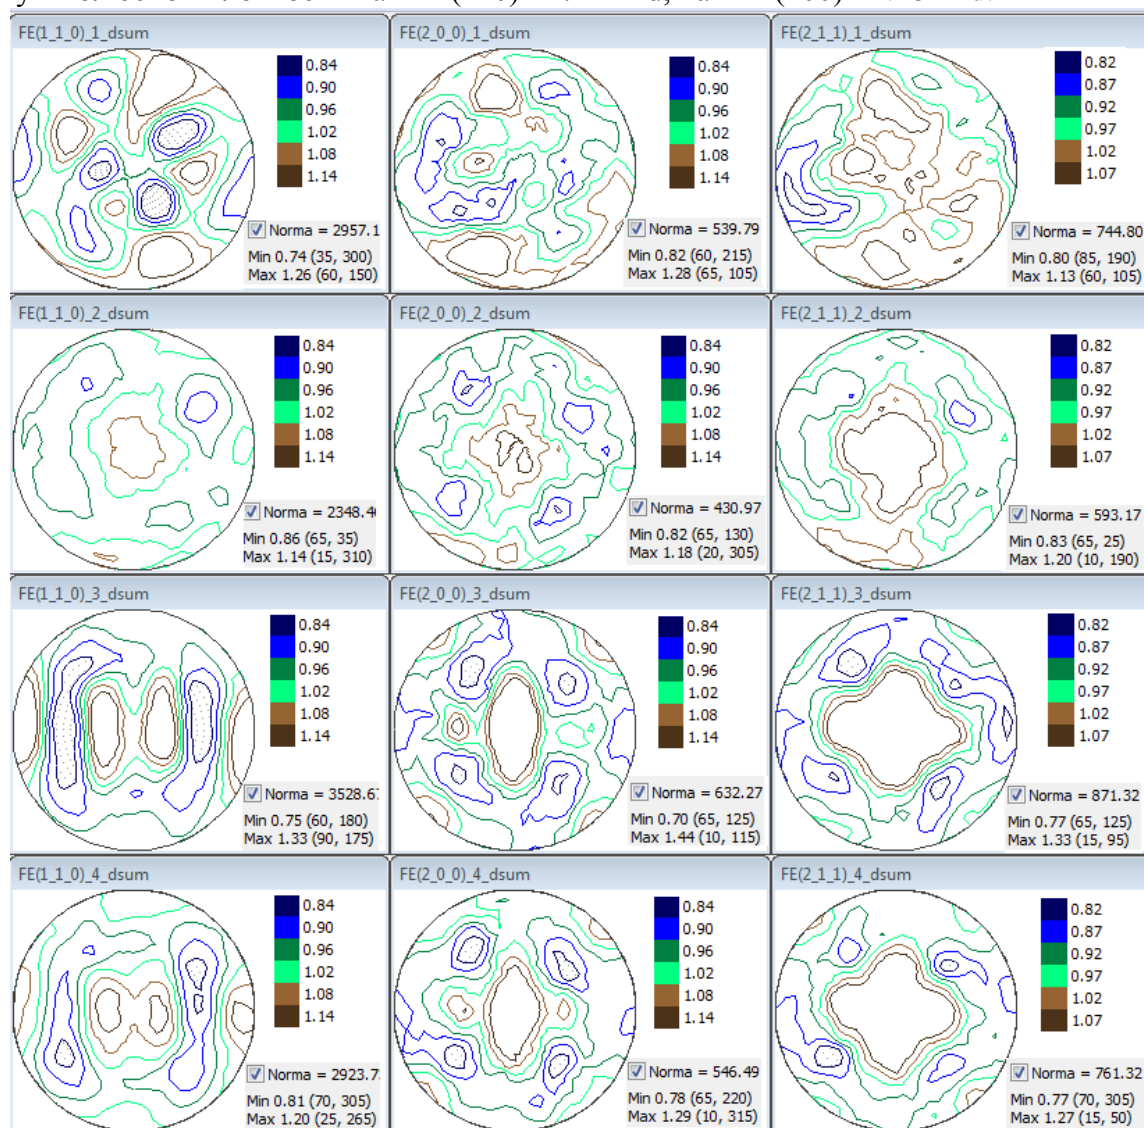 FE(1_1_0)_1_dsum
0.84
0.90
0.96
1.02
1.08
1.14
Norma = 2957.1
Min 0.74 (35, 300)
Max 1.26 (60, 150)
FE(2_0_0)_1_dsum
0.84
0.90
0.96
1.02
1.08
1.14
Norma = 539.79
Min 0.82 (60, 215)
Max 1.28 (65, 105)
FE(2_1_1)_1_dsum
0.82
0.87
0.92
0.97
1.02
1.07
Norma = 744.80
Min 0.80 (85, 190)
Max 1.13 (60, 105)
FE(1_1_0)_2_dsum
0.84
0.90
0.96
1.02
1.08
1.14
Norma = 2348.4
Min 0.86 (65, 35)
Max 1.14 (15, 310)
FE(2_0_0)_2_dsum
0.84
0.90
0.96
1.02
1.08
1.14
Norma = 430.97
Min 0.82 (65, 130)
Max 1.18 (20, 305)
FE(2_1_1)_2_dsum
0.82
0.87
0.92
0.97
1.02
1.07
Norma = 593.17
Min 0.83 (65, 25)
Max 1.20 (10, 190)
FE(1_1_0)_3_dsum
0.84
0.90
0.96
1.02
1.08
1.14
Norma = 3528.6
Min 0.75 (60, 180)
Max 1.33 (90, 175)
FE(2_0_0)_3_dsum
0.84
0.90
0.96
1.02
1.08
1.14
Norma = 632.27
Min 0.70 (65, 125)
Max 1.44 (10, 115)
FE(2_1_1)_3_dsum
0.82
0.87
0.92
0.97
1.02
1.07
Norma = 871.32
Min 0.77 (65, 125)
Max 1.33 (15, 95)
FE(1_1_0)_4_dsum
0.84
0.90
0.96
1.02
1.08
1.14
Norma = 2923.7
Min 0.81 (70, 305)
Max 1.20 (25, 265)
FE(2_0_0)_4_dsum
0.84
0.90
0.96
1.02
1.08
1.14
Norma = 546.49
Min 0.78 (65, 220)
Max 1.29 (10, 315)
FE(2_1_1)_4_dsum
0.82
0.87
0.92
0.97
1.02
1.07
Norma = 761.32
Min 0.77 (70, 305)
Max 1.27 (15, 50)